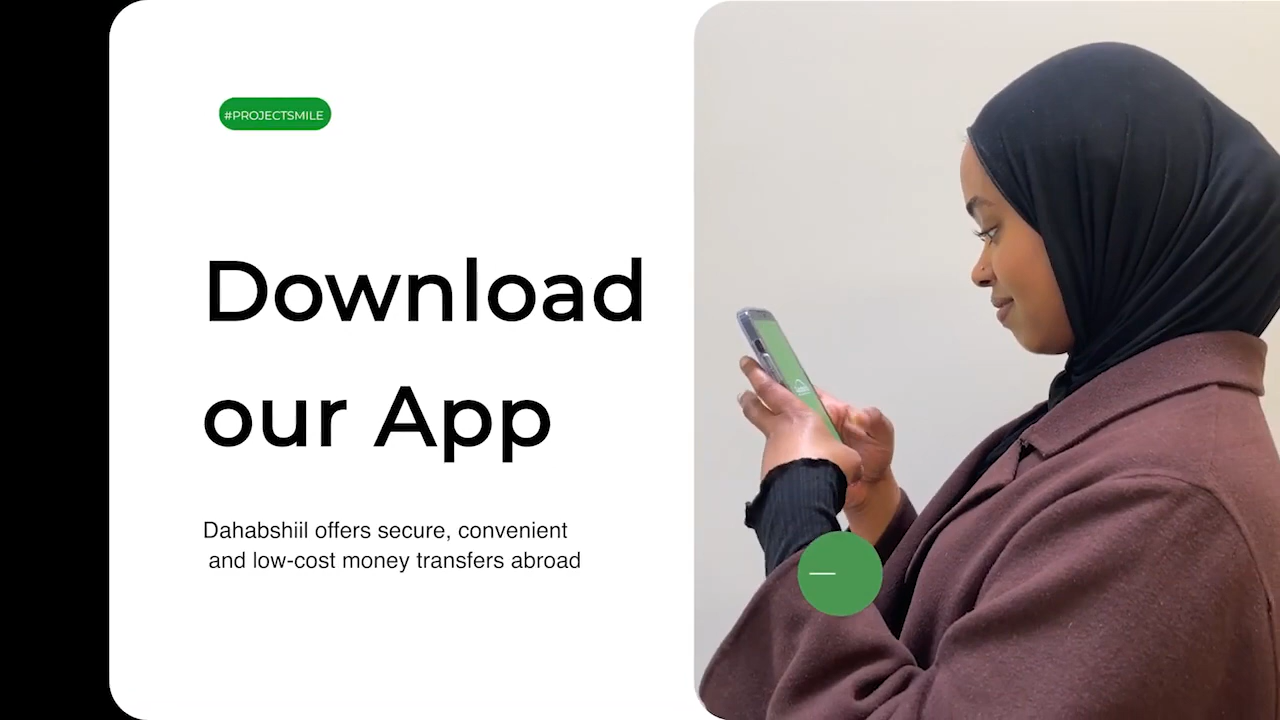 #PROJECTSMILE
Download
our App
Dahabshiil offers secure, convenient
and low-cost money transfers abroad